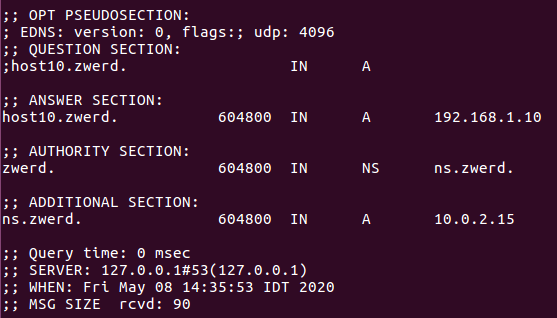 ;; OPT PSEUDOSECTION:
; EDNS: version: 0, flags:; udp: 4096
;; QUESTION SECTION:
;host10.zwerd. IN A
;; ANSWER SECTION:
host10.zwerd. 604800 IN A 192.168.1.10
;; AUTHORITY SECTION:
zwerd. 604800 IN NS ns.zwerd.
;; ADDITIONAL SECTION:
ns.zwerd. 604800 IN A 10.0.2.15
;; Query time: 0 msec
;; SERVER: 127.0.0.1#53(127.0.0.1)
;; WHEN: Fri May 08 14:35:53 IDT 2020
;; MSG SIZE rcvd: 90